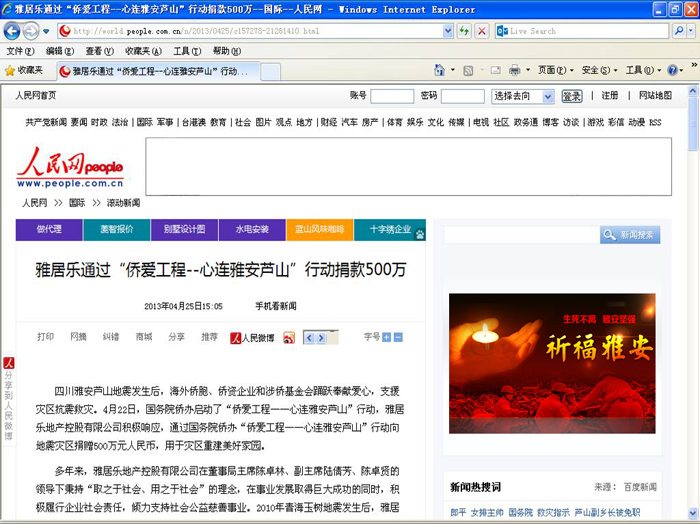 雅居乐通过“侨爱工程--心连雅安芦山”行动捐款500万--国际--人民网 - Windows Internet Explorer
http://world.people.com.cn/n/2013/0425/c157278-21281410.html
Live Search
文件(F) 编辑(E) 查看(V) 收藏夹(A) 工具(T) 帮助(H)
收藏夹 雅居乐通过“侨爱工程--心连雅安芦山”行动... 页面(P) 安全(S) 工具(O)
人民网首页 账号 密码 选择去向 登录 | 注册 | 网站地图
共产党新闻 要闻 时政 法治 | 国际 军事 | 台港澳 教育 | 社会 图片 观点 地方 | 财经 汽车 房产 | 体育 娱乐 文化 传媒 | 电视 社区 政务通 博客 访谈 | 游戏 彩信 动漫 RSS
人民网 people
www.people.com.cn
人民网 >> 国际 >> 滚动新闻
做代理 菱智报价 别墅设计图 水电安装 蓝山风味咖啡 十字绣企业
新闻搜索
雅居乐通过“侨爱工程--心连雅安芦山”行动捐款500万
2013年04月25日15:05 手机看新闻
打印 网摘 纠错 商城 分享 推荐 人民微博 字号
生死不离 雅安坚强
祈福雅安
分享到人民微博
四川雅安芦山地震发生后，海外侨胞、侨资企业和涉侨基金会踊跃奉献爱心，支援
灾区抗震救灾。4月22日，国务院侨办启动了“侨爱工程——心连雅安芦山”行动，雅居
乐地产控股有限公司积极响应，通过国务院侨办“侨爱工程——心连雅安芦山”行动向
地震灾区捐赠500万元人民币，用于灾区重建美好家园。
多年来，雅居乐地产控股有限公司在董事局主席陈卓林、副主席陆倩芳、陈卓贤的
领导下秉持“取之于社会、用之于社会”的理念，在事业发展取得巨大成功的同时，积
极履行企业社会责任，倾力支持社会公益慈善事业。2010年青海玉树地震发生后，雅居
新闻热搜词 来源： 百度新闻
郎平 女排主帅 国务院 救灾指示 芦山副乡长被免职